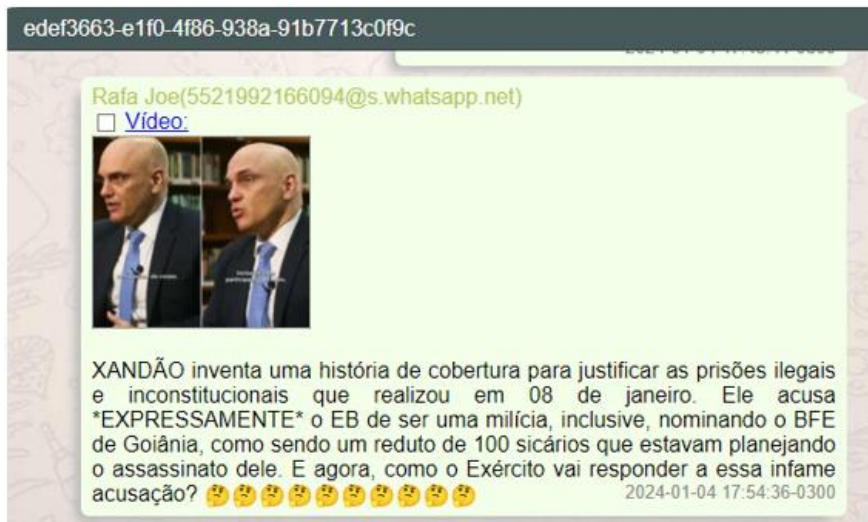 edef3663-e1f0-4f86-938a-91b7713c0f9c
Rafa Joe(5521992166094@s.whatsapp.net)
Vídeo:
XANDÃO inventa uma história de cobertura para justificar as prisões ilegais
e inconstitucionais que realizou em 08 de janeiro. Ele acusa
*EXPRESSAMENTE* o EB de ser uma milícia, inclusive, nominando o BFE
de Goiânia, como sendo um reduto de 100 sicários que estavam planejando
o assassinato dele. E agora, como o Exército vai responder a essa infame
acusação? 🤔🤔🤔🤔🤔🤔🤔🤔🤔🤔 2024-01-04 17:54:36-0300